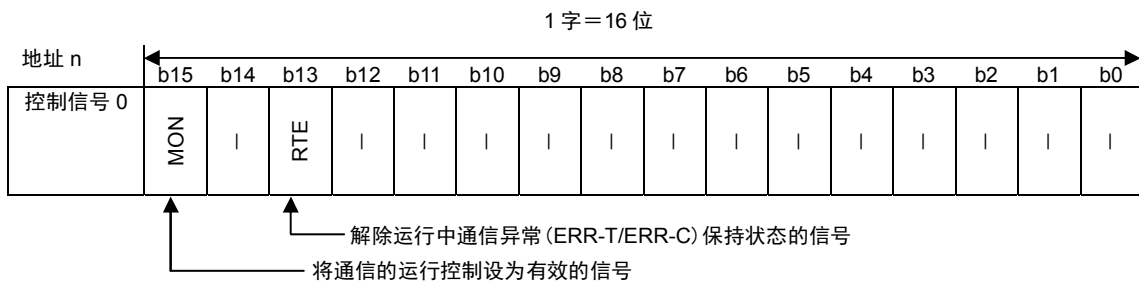 1 字＝16 位
地址 n
b15 b14 b13 b12 b11 b10 b9 b8 b7 b6 b5 b4 b3 b2 b1 b0
控制信号 0 MON | RTE | | | | | | | | | | | | |
解除运行中通信异常(ERR-T/ERR-C)保持状态的信号
将通信的运行控制设为有效的信号